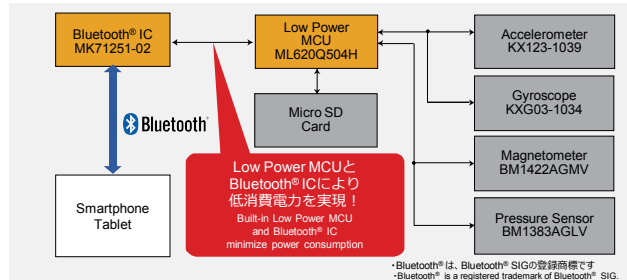 Bluetooth® IC
MK71251-02
Low Power
MCU
ML620Q504H
Accelerometer
KX123-1039
Gyroscope
KXG03-1034
Micro SD
Card
Bluetooth®
Magnetometer
BM1422AGMV
Low Power MCUと
Bluetooth® ICにより
低消費電力を実現！
Built-in Low Power MCU
and Bluetooth® IC
minimize power consumption
Smartphone
Tablet
Pressure Sensor
BM1383AGLV
・Bluetooth® は、Bluetooth® SIGの登録商標です
・Bluetooth® is a registered trademark of Bluetooth® SIG.